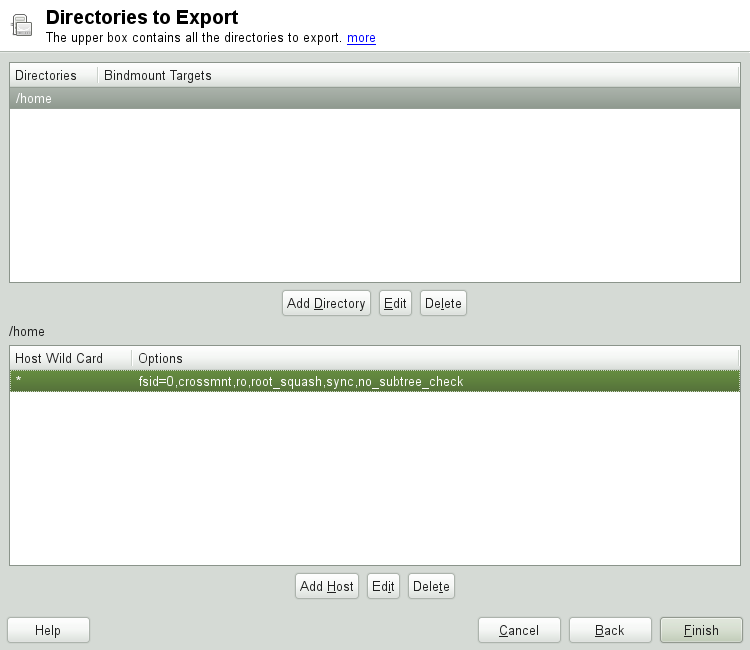 Directories to Export
The upper box contains all the directories to export. more
Directories Bindmount Targets
/home
Add Directory Edit Delete
/home
Host Wild Card Options
* fsid=0,crossmnt,ro,root_squash,sync,no_subtree_check
Add Host Edit Delete
Help Cancel Back Finish